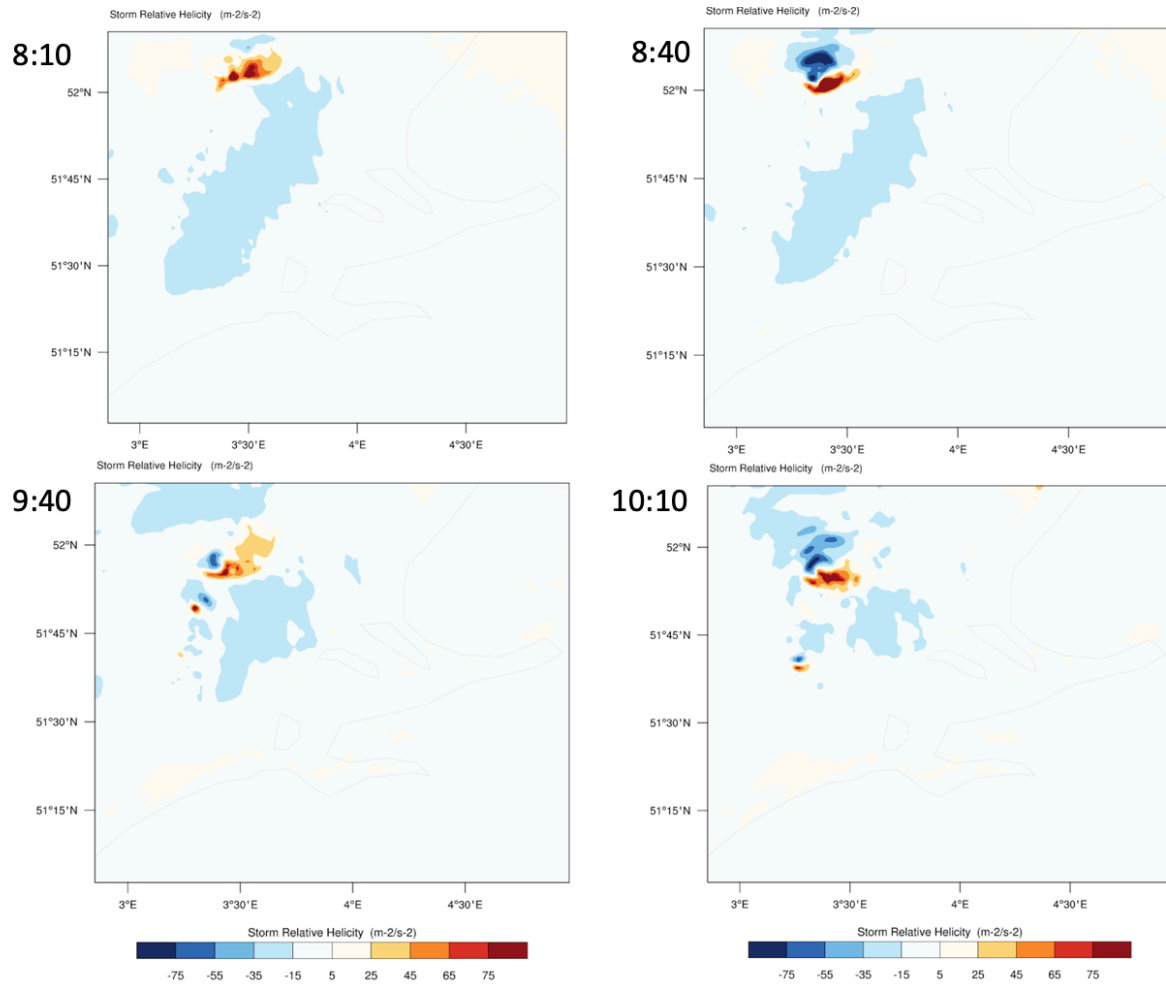 Storm Relative Helicity (m-2/s-2)
8:10
52°N
51°45'N
51°30'N
51°15'N
3°E
3°30'E
4°E
4°30'E
Storm Relative Helicity (m-2/s-2)
8:40
52°N
51°45'N
51°30'N
51°15'N
3°E
3°30'E
4°E
4°30'E
Storm Relative Helicity (m-2/s-2)
9:40
52°N
51°45'N
51°30'N
51°15'N
3°E
3°30'E
4°E
4°30'E
Storm Relative Helicity (m-2/s-2)
10:10
52°N
51°45'N
51°30'N
51°15'N
3°E
3°30'E
4°E
4°30'E
Storm Relative Helicity (m-2/s-2)
-75 -55 -35 -15 5 25 45 65 75
Storm Relative Helicity (m-2/s-2)
-75 -55 -35 -15 5 25 45 65 75